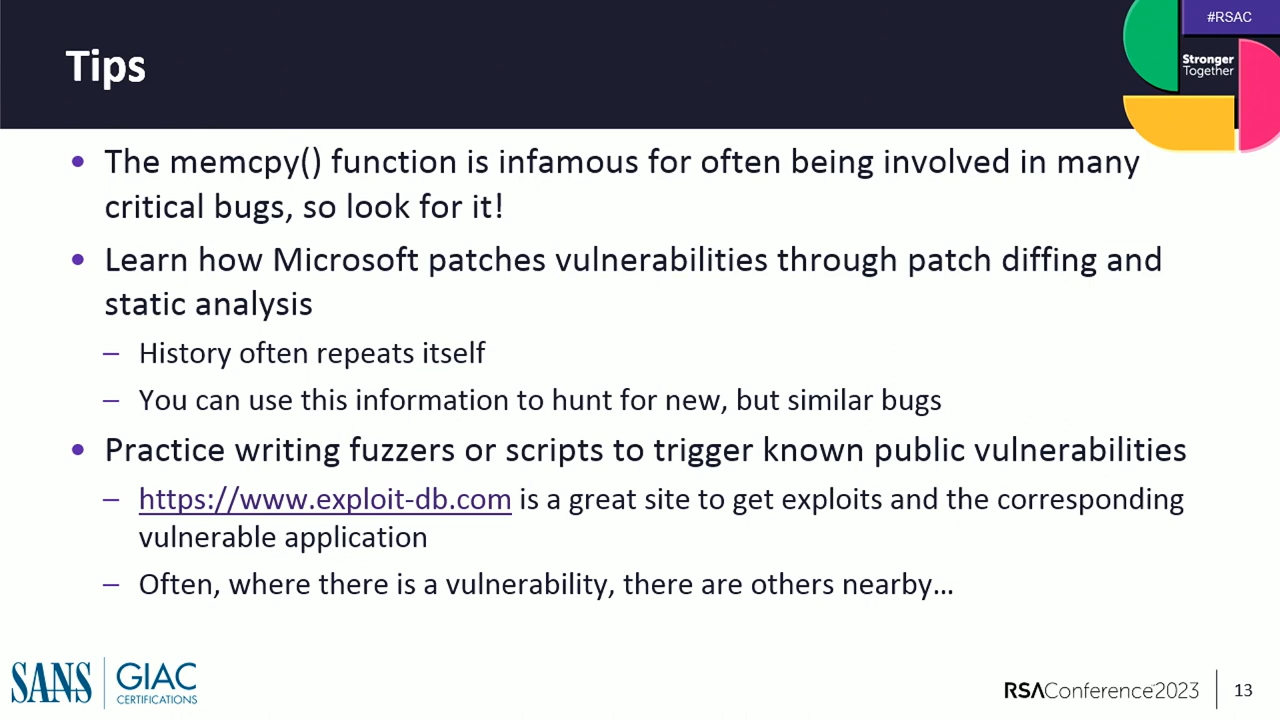 #RSAC
Tips
Stronger
Together
• The memcpy() function is infamous for often being involved in many
critical bugs, so look for it!
• Learn how Microsoft patches vulnerabilities through patch diffing and
static analysis
– History often repeats itself
– You can use this information to hunt for new, but similar bugs
• Practice writing fuzzers or scripts to trigger known public vulnerabilities
– https://www.exploit-db.com is a great site to get exploits and the corresponding
vulnerable application
– Often, where there is a vulnerability, there are others nearby…
SANS GIAC
CERTIFICATIONS
RSAConference™2023 13